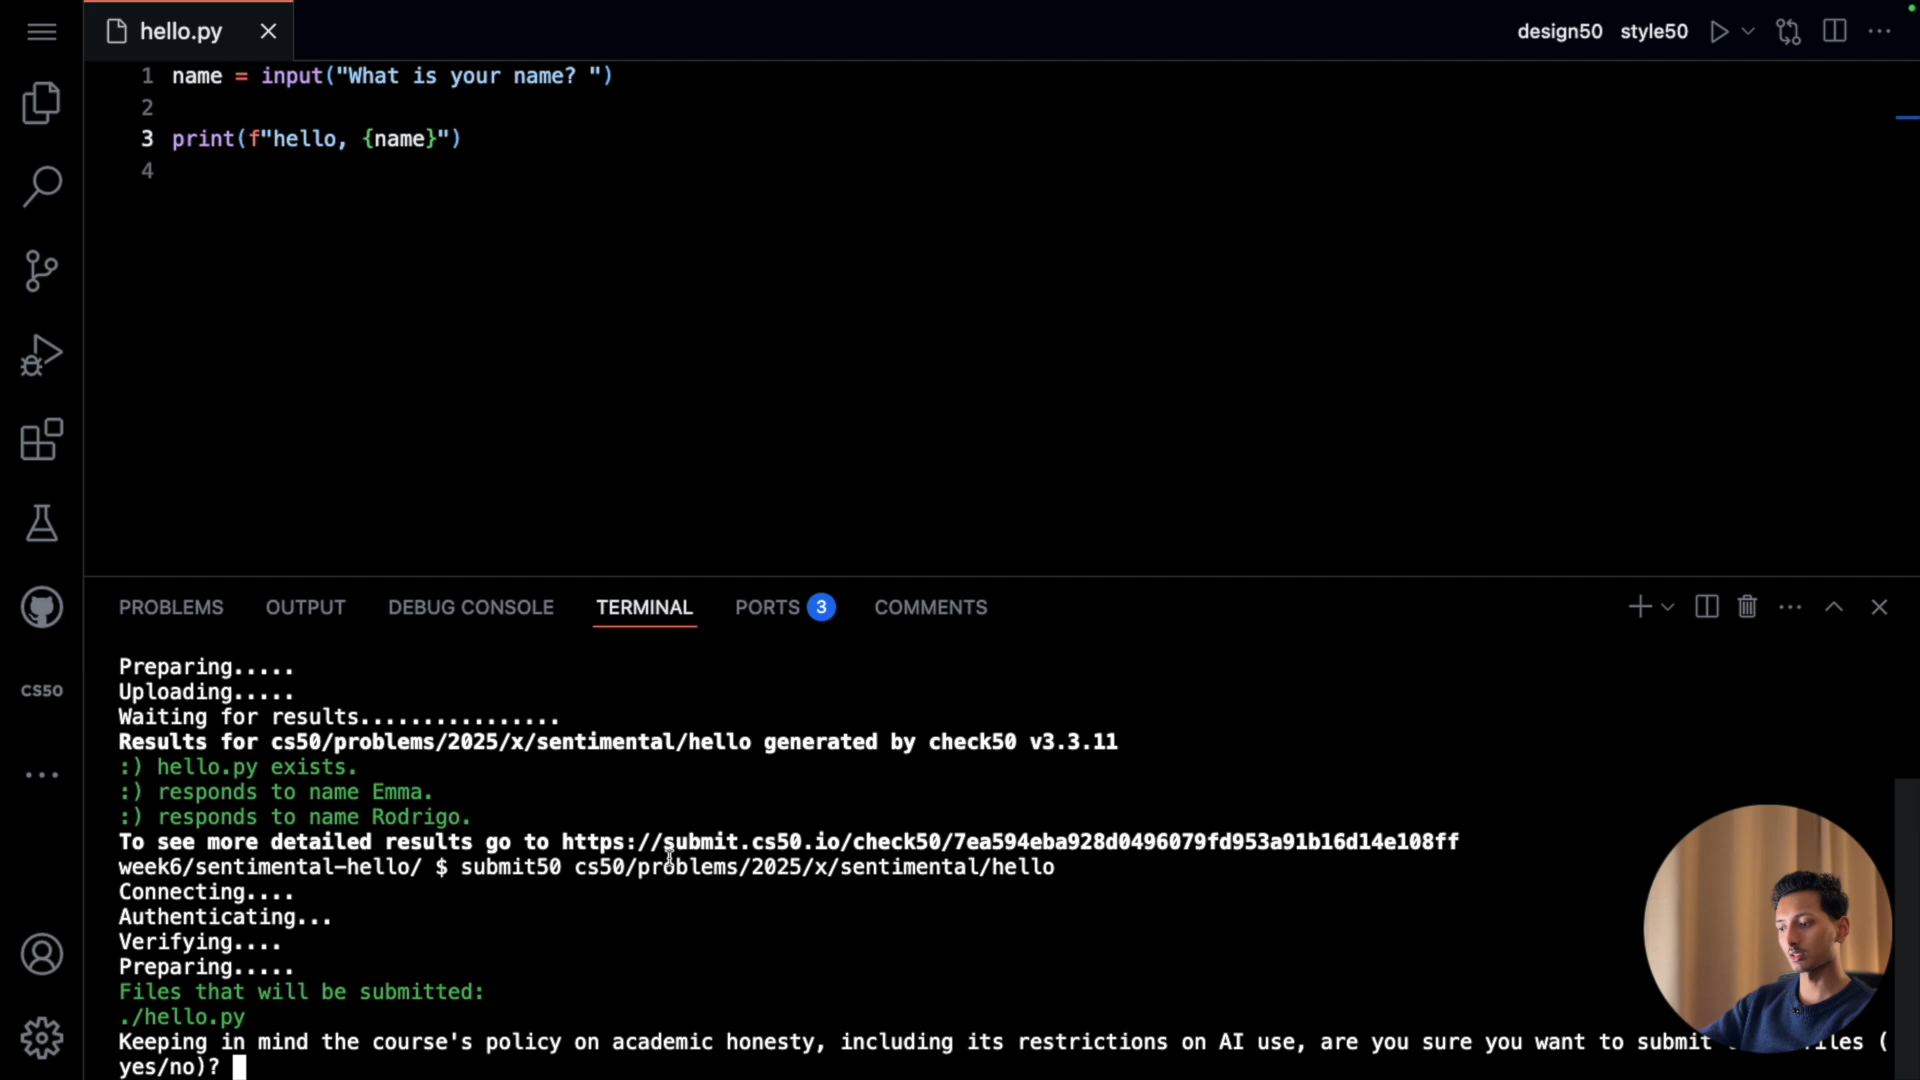 hello.py
design50 style50
1 name = input("What is your name? ")
2
3 print(f"hello, {name}")
4
PROBLEMS OUTPUT DEBUG CONSOLE TERMINAL PORTS 3 COMMENTS
CS50
Preparing.....
Uploading.....
Waiting for results................
Results for cs50/problems/2025/x/sentimental/hello generated by check50 v3.3.11
:) hello.py exists.
:) responds to name Emma.
:) responds to name Rodrigo.
To see more detailed results go to https://submit.cs50.io/check50/7ea594eba928d0496079fd953a91b16d14e108ff
week6/sentimental-hello/ $ submit50 cs50/problems/2025/x/sentimental/hello
Connecting....
Authenticating...
Verifying....
Preparing.....
Files that will be submitted:
./hello.py
Keeping in mind the course's policy on academic honesty, including its restrictions on AI use, are you sure you want to submit (
yes/no)?